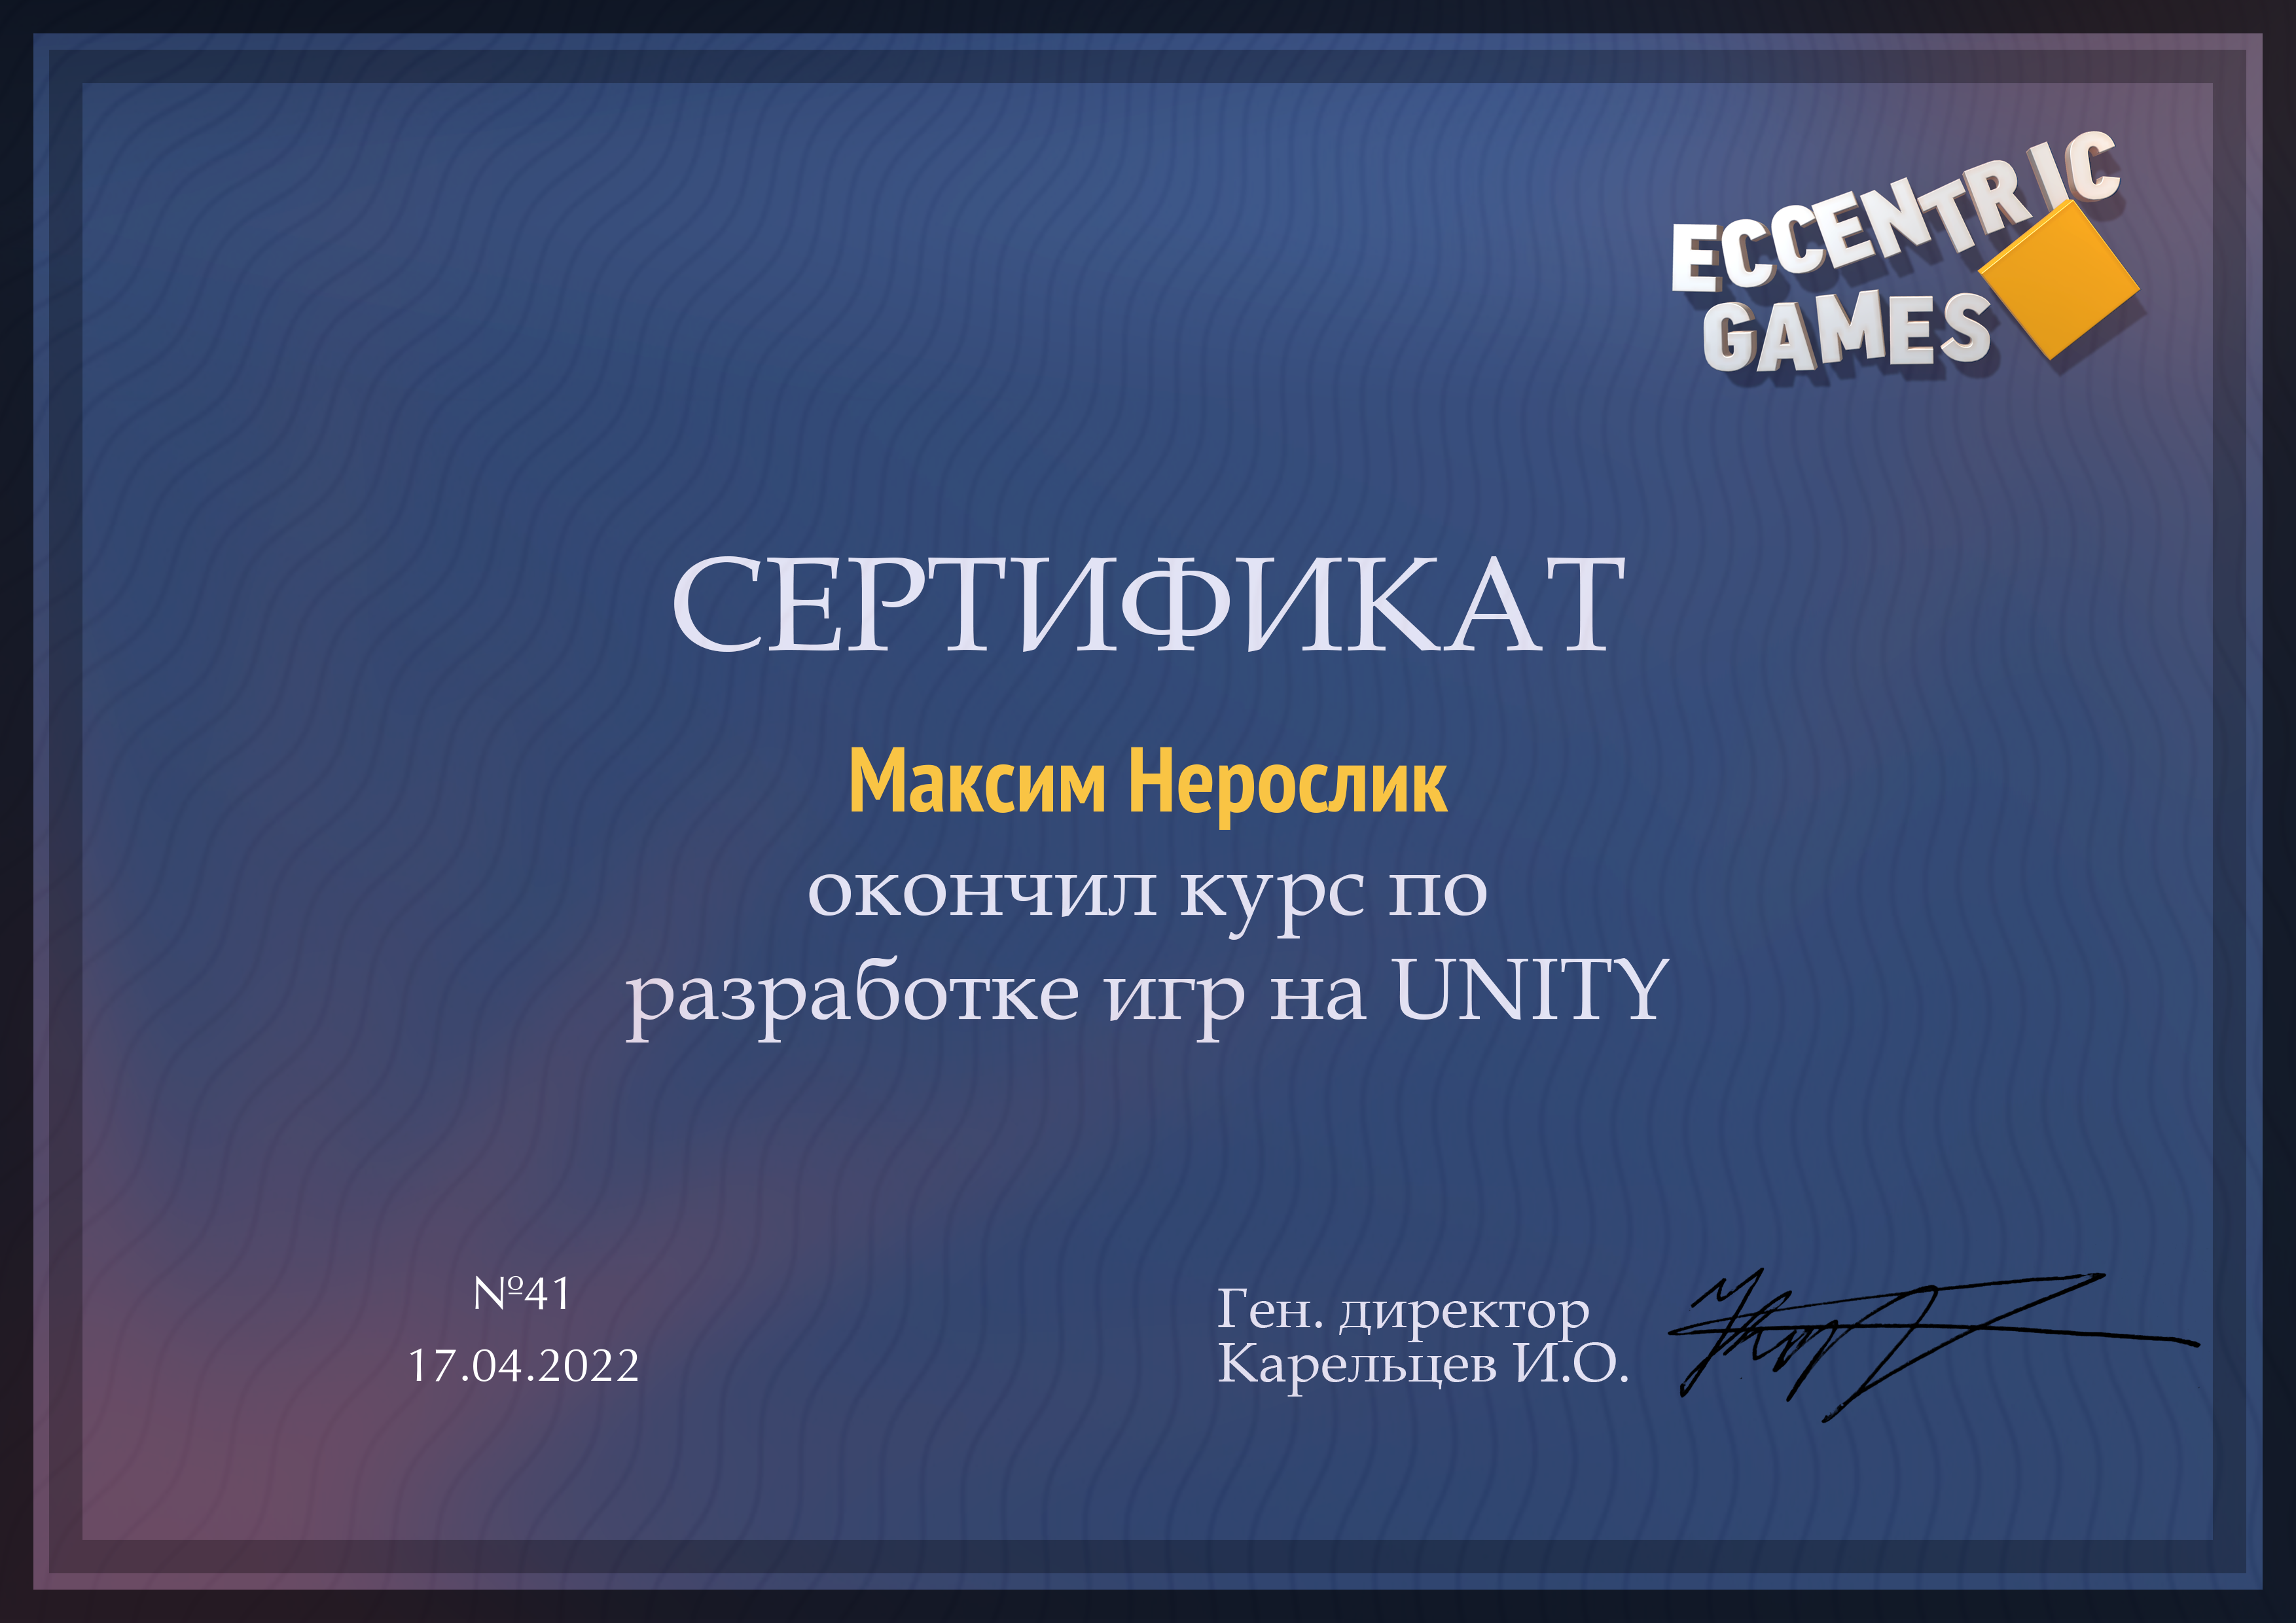 ECCENTRIC
GAMES
СЕРТИФИКАТ
Максим Нерослик
окончил курс по
разработке игр на UNITY
№41
17.04.2022
Ген. директор
Карельцев И.О.